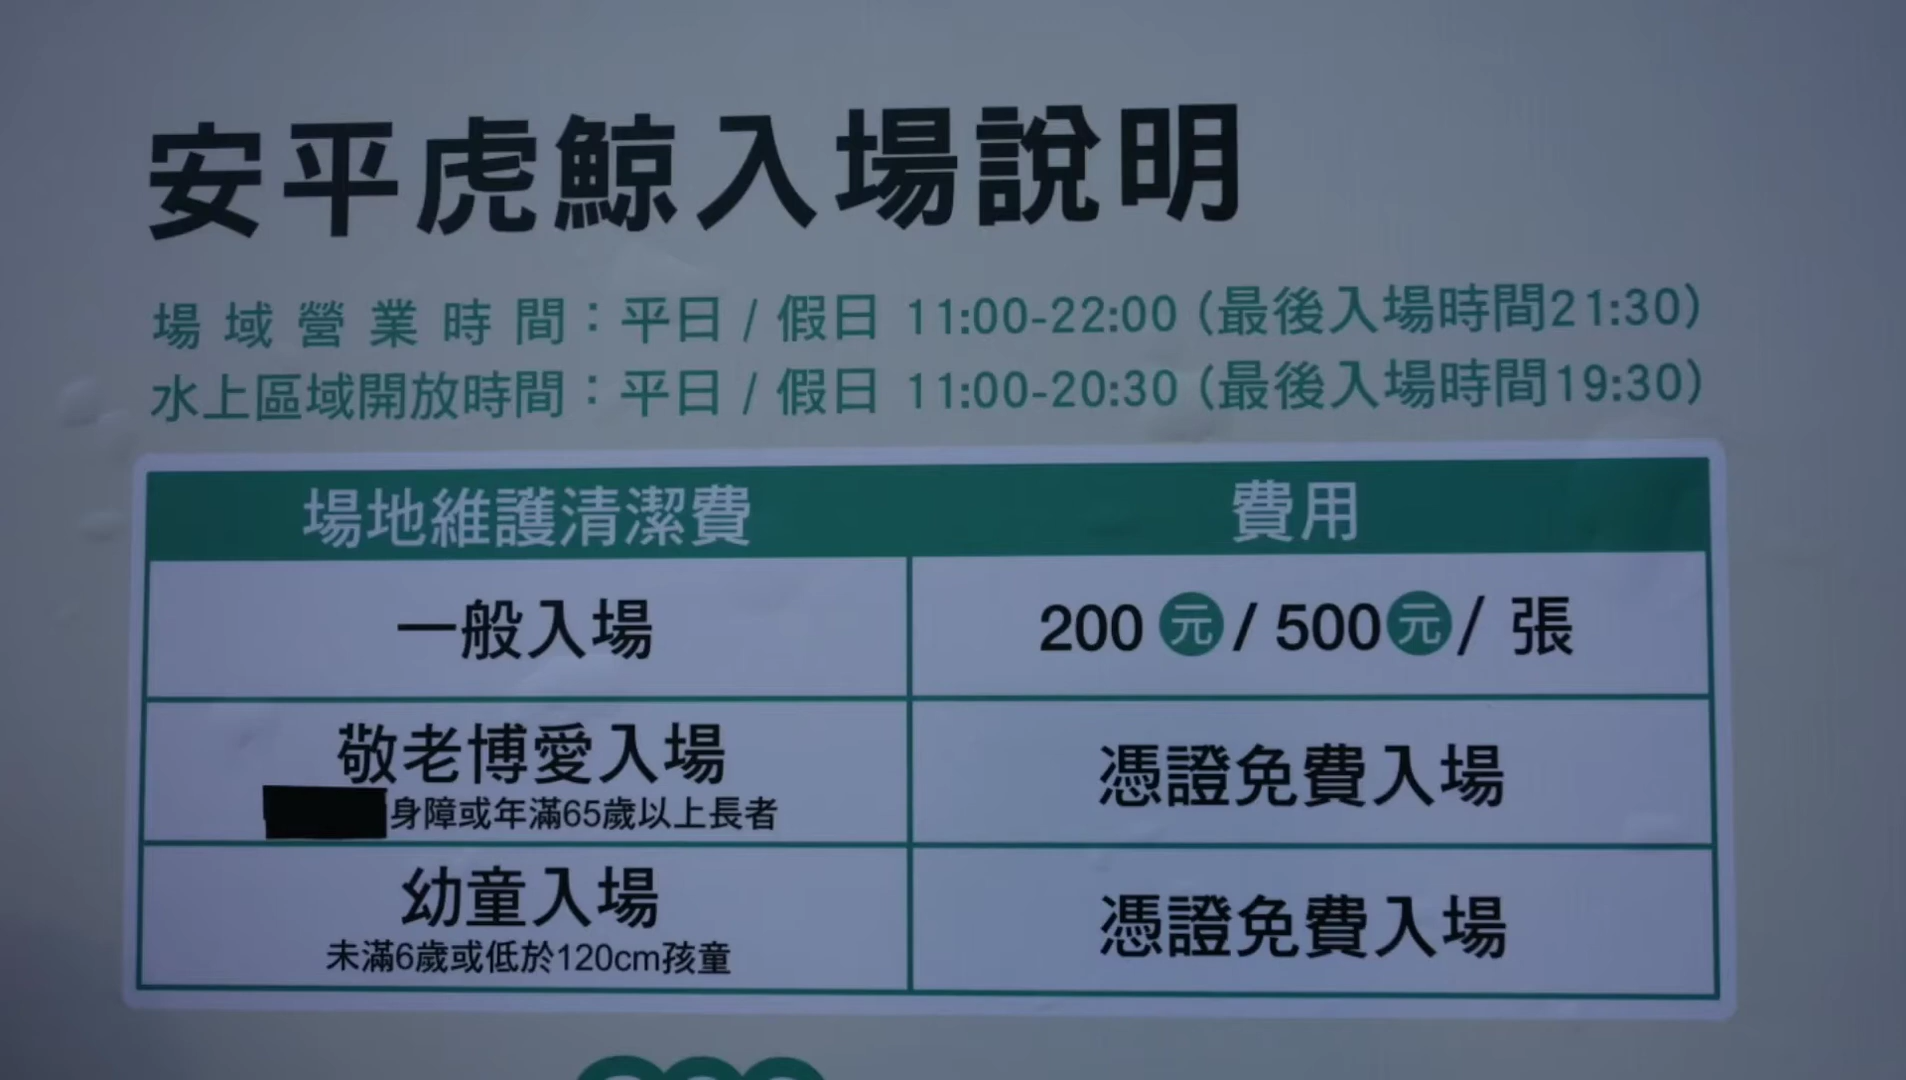 安平虎鯨入場說明
場域營業時間：平日 / 假日 11:00-22:00 (最後入場時間21:30)
水上區域開放時間：平日 / 假日 11:00-20:30 (最後入場時間19:30)
場地維護清潔費 費用
一般入場 200 元 / 500 元 / 張
敬老博愛入場 憑證免費入場
身障或年滿65歲以上長者
幼童入場 憑證免費入場
未滿6歲或低於120cm孩童